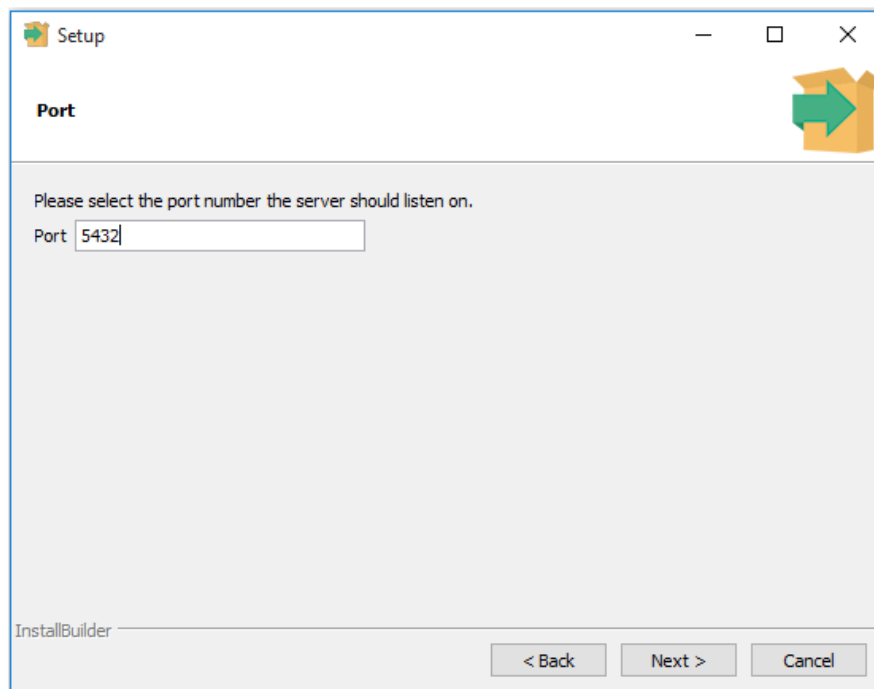 Setup
Port
Please select the port number the server should listen on.
Port 5432
InstallBuilder
< Back Next > Cancel